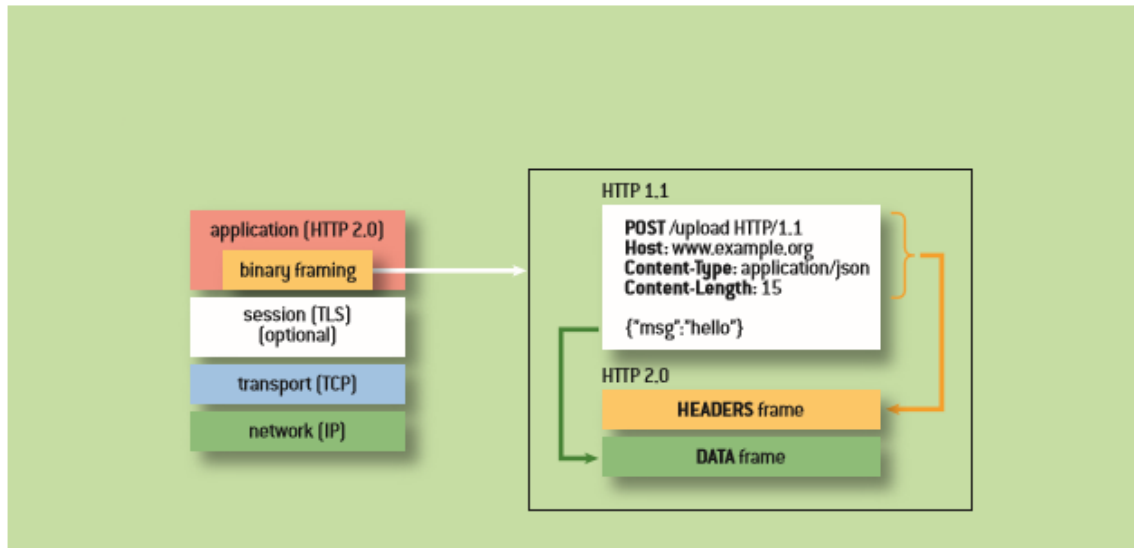 application (HTTP 2.0)
binary framing
session (TLS)
(optional)
transport (TCP)
network (IP)
HTTP 1.1
POST /upload HTTP/1.1
Host: www.example.org
Content-Type: application/json
Content-Length: 15
{"msg":"hello"}
HTTP 2.0
HEADERS frame
DATA frame